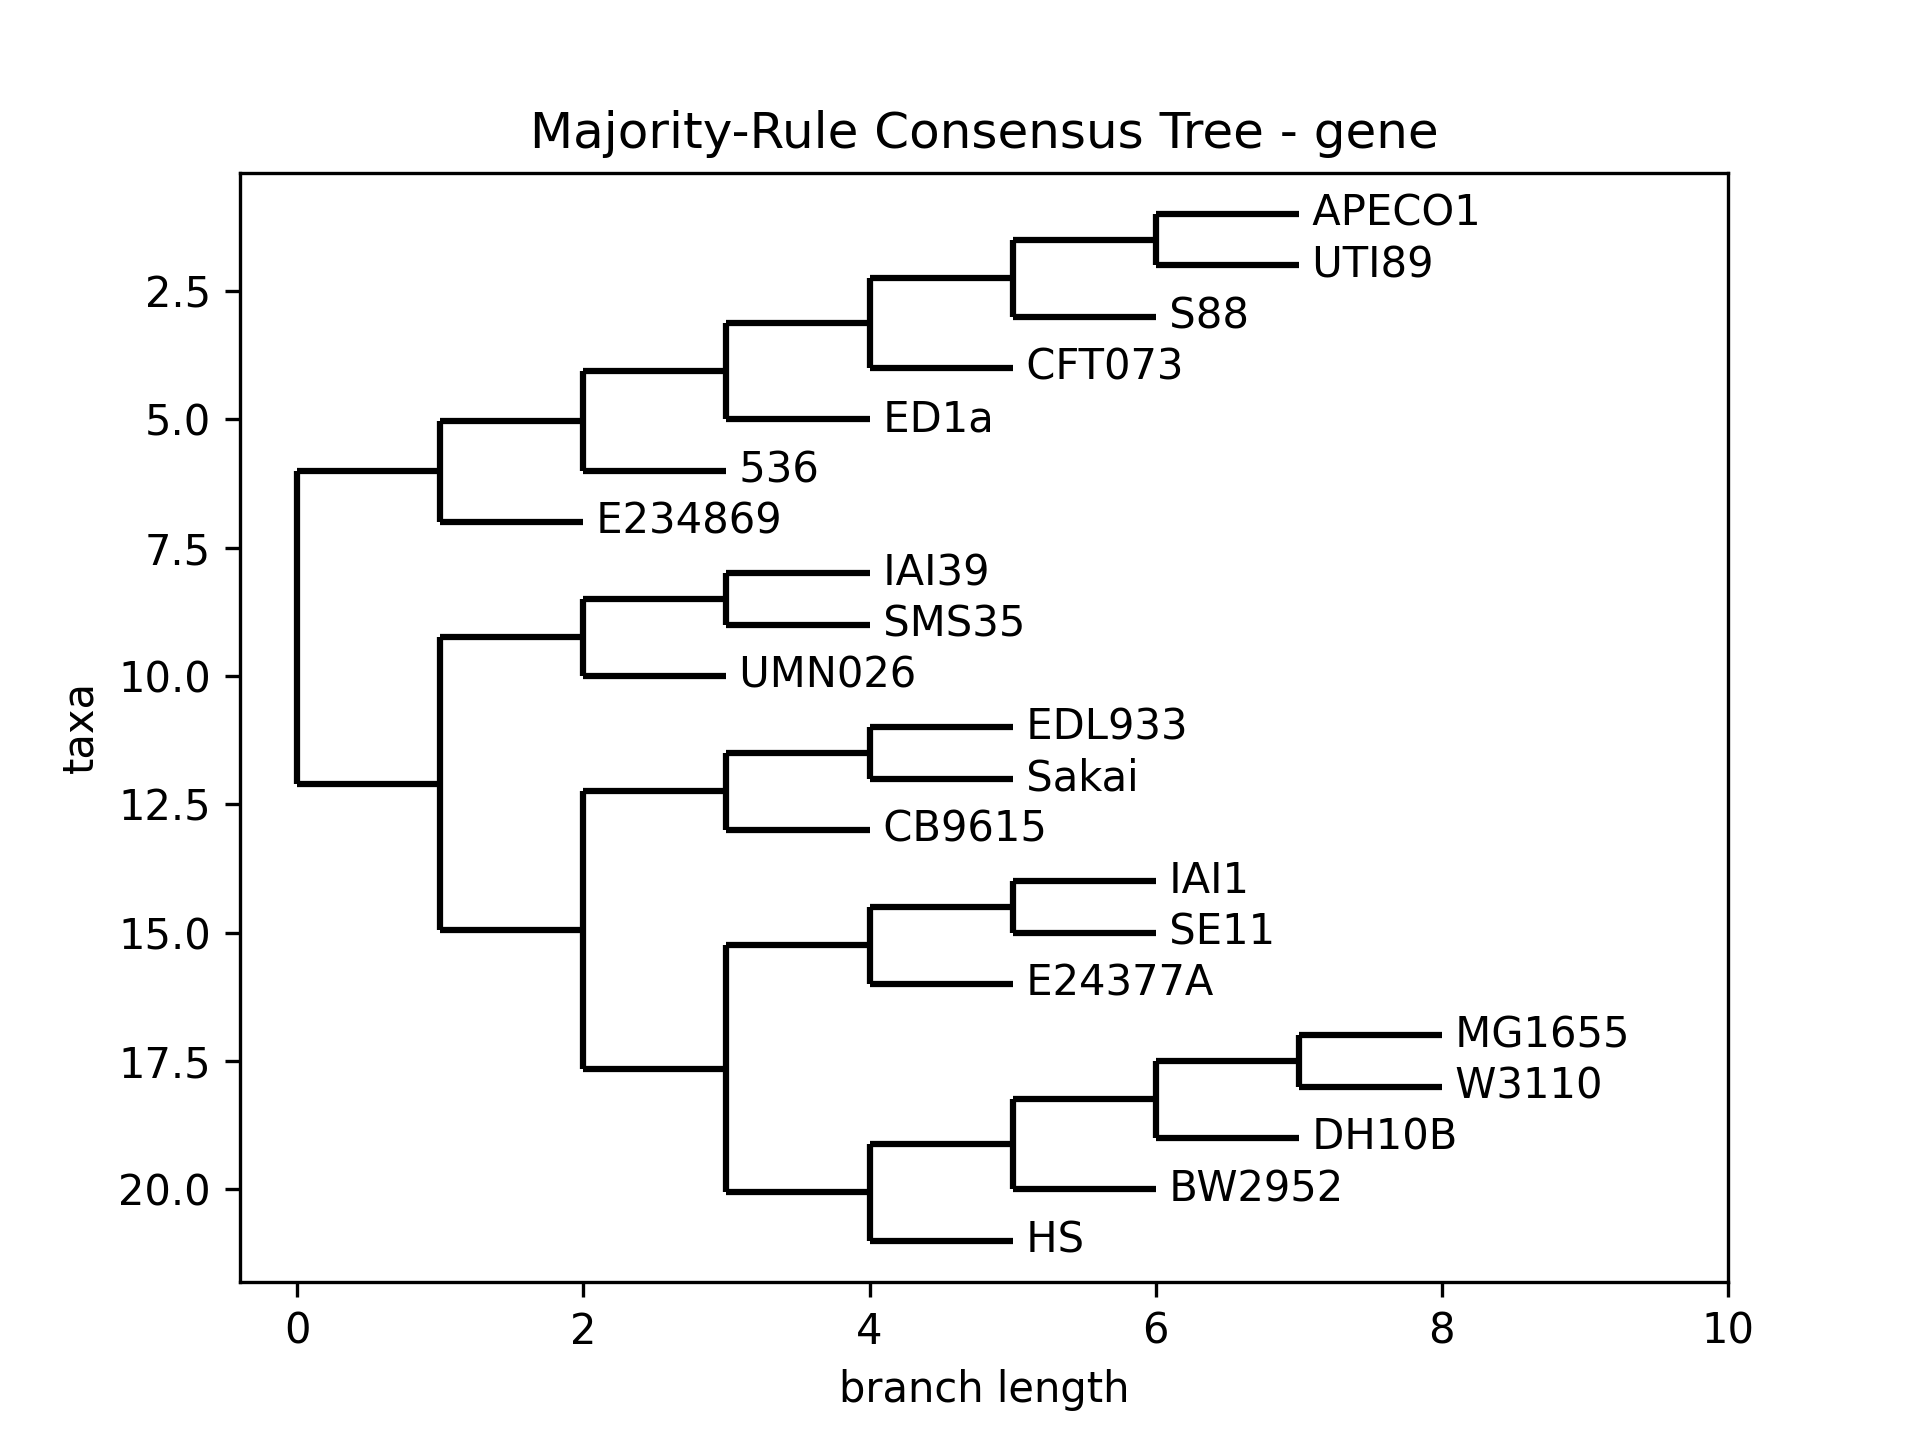 Majority-Rule Consensus Tree - gene
APECO1
UTI89
2.5
S88
CFT073
5.0
ED1a
536
E234869
7.5
IAI39
SMS35
10.0
UMN026
taxa
EDL933
Sakai
12.5
CB9615
IAI1
15.0
SE11
E24377A
MG1655
17.5
W3110
DH10B
20.0
BW2952
HS
0 2 4 6 8 10
branch length